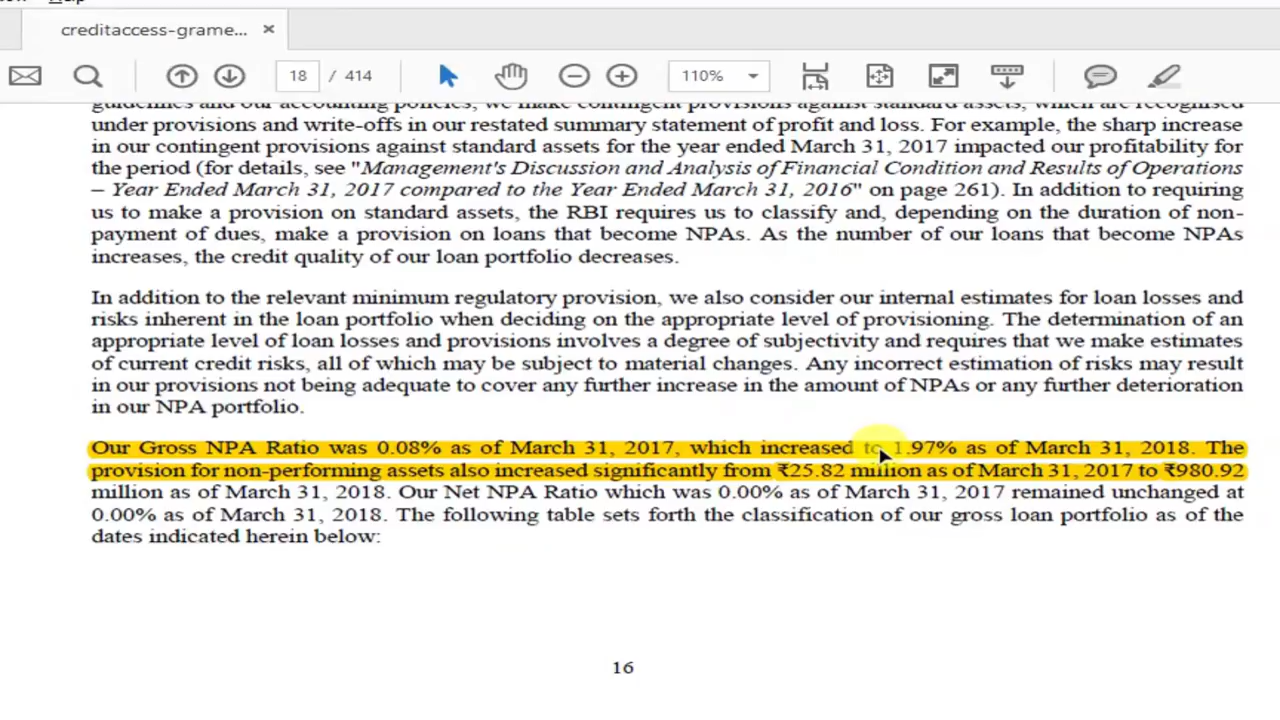 creditaccess-grame... ×
18 / 414 110%
guidelines and our accounting policies, we make contingent provisions against standard assets, which are recognised
under provisions and write-offs in our restated summary statement of profit and loss. For example, the sharp increase
in our contingent provisions against standard assets for the year ended March 31, 2017 impacted our profitability for
the period (for details, see "Management's Discussion and Analysis of Financial Condition and Results of Operations
– Year Ended March 31, 2017 compared to the Year Ended March 31, 2016" on page 261). In addition to requiring
us to make a provision on standard assets, the RBI requires us to classify and, depending on the duration of non-
payment of dues, make a provision on loans that become NPAs. As the number of our loans that become NPAs
increases, the credit quality of our loan portfolio decreases.
In addition to the relevant minimum regulatory provision, we also consider our internal estimates for loan losses and
risks inherent in the loan portfolio when deciding on the appropriate level of provisioning. The determination of an
appropriate level of loan losses and provisions involves a degree of subjectivity and requires that we make estimates
of current credit risks, all of which may be subject to material changes. Any incorrect estimation of risks may result
in our provisions not being adequate to cover any further increase in the amount of NPAs or any further deterioration
in our NPA portfolio.
Our Gross NPA Ratio was 0.08% as of March 31, 2017, which increased to 1.97% as of March 31, 2018. The
provision for non-performing assets also increased significantly from ₹25.82 million as of March 31, 2017 to ₹980.92
million as of March 31, 2018. Our Net NPA Ratio which was 0.00% as of March 31, 2017 remained unchanged at
0.00% as of March 31, 2018. The following table sets forth the classification of our gross loan portfolio as of the
dates indicated herein below:
16